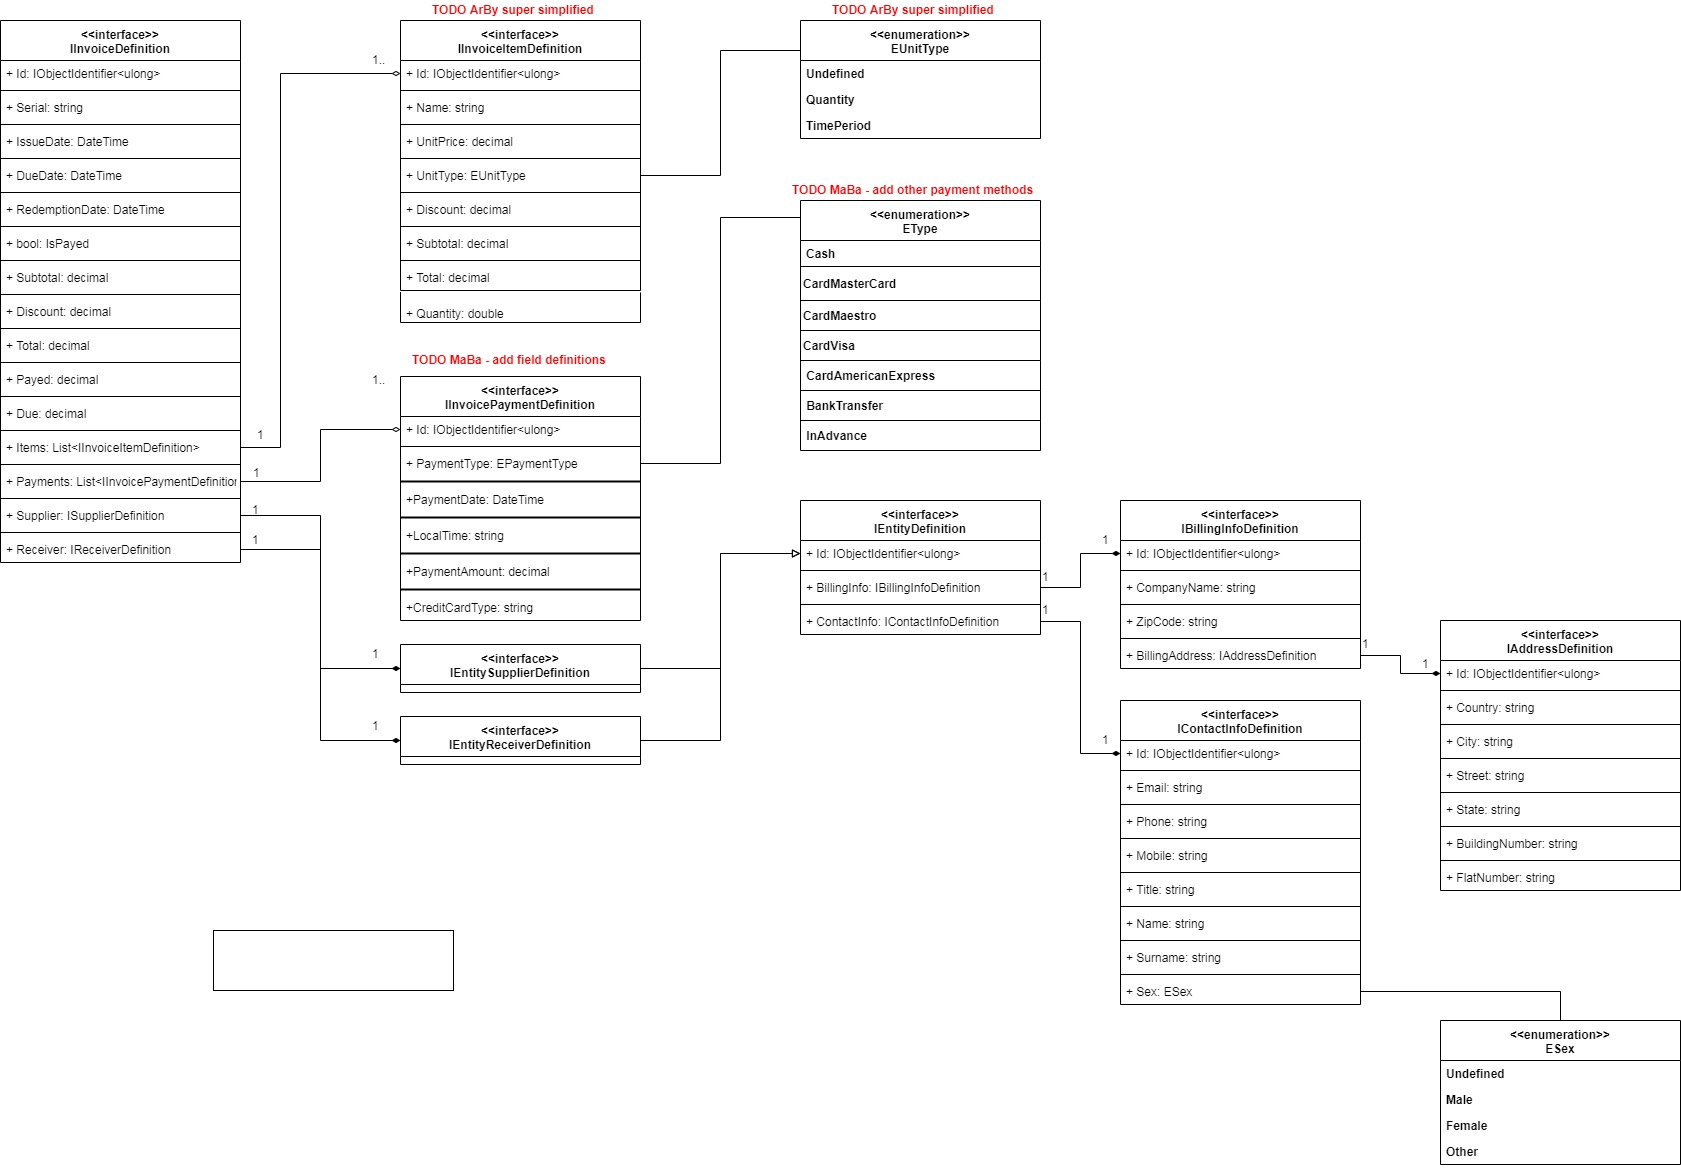 <<interface>>
IInvoiceDefinition
+ Id: IObjectIdentifier<ulong>
+ Serial: string
+ IssueDate: DateTime
+ DueDate: DateTime
+ RedemptionDate: DateTime
+ bool: IsPayed
+ Subtotal: decimal
+ Discount: decimal
+ Total: decimal
+ Payed: decimal
+ Due: decimal
+ Items: List<IInvoiceItemDefinition>
+ Payments: List<IInvoicePaymentDefinition
+ Supplier: ISupplierDefinition
+ Receiver: IReceiverDefinition
1
1
1
1
TODO ArBy super simplified
1..
<<interface>>
IInvoiceItemDefinition
+ Id: IObjectIdentifier<ulong>
+ Name: string
+ UnitPrice: decimal
+ UnitType: EUnitType
+ Discount: decimal
+ Subtotal: decimal
+ Total: decimal
+ Quantity: double
TODO MaBa - add field definitions
1..
<<interface>>
IInvoicePaymentDefinition
+ Id: IObjectIdentifier<ulong>
+ PaymentType: EPaymentType
+PaymentDate: DateTime
+LocalTime: string
+PaymentAmount: decimal
+CreditCardType: string
1
<<interface>>
IEntitySupplierDefinition
1
<<interface>>
IEntityReceiverDefinition
TODO ArBy super simplified
<<enumeration>>
EUnitType
Undefined
Quantity
TimePeriod
TODO MaBa - add other payment methods
<<enumeration>>
EType
Cash
CardMasterCard
CardMaestro
CardVisa
CardAmericanExpress
BankTransfer
InAdvance
<<interface>>
IEntityDefinition
+ Id: IObjectIdentifier<ulong>
+ BillingInfo: IBillingInfoDefinition
+ ContactInfo: IContactInfoDefinition
1
1
1
<<interface>>
IBillingInfoDefinition
+ Id: IObjectIdentifier<ulong>
+ CompanyName: string
+ ZipCode: string
+ BillingAddress: IAddressDefinition
1
1
<<interface>>
IContactInfoDefinition
+ Id: IObjectIdentifier<ulong>
+ Email: string
+ Phone: string
+ Mobile: string
+ Title: string
+ Name: string
+ Surname: string
+ Sex: ESex
1
<<interface>>
IAddressDefinition
+ Id: IObjectIdentifier<ulong>
+ Country: string
+ City: string
+ Street: string
+ State: string
+ BuildingNumber: string
+ FlatNumber: string
<<enumeration>>
ESex
Undefined
Male
Female
Other